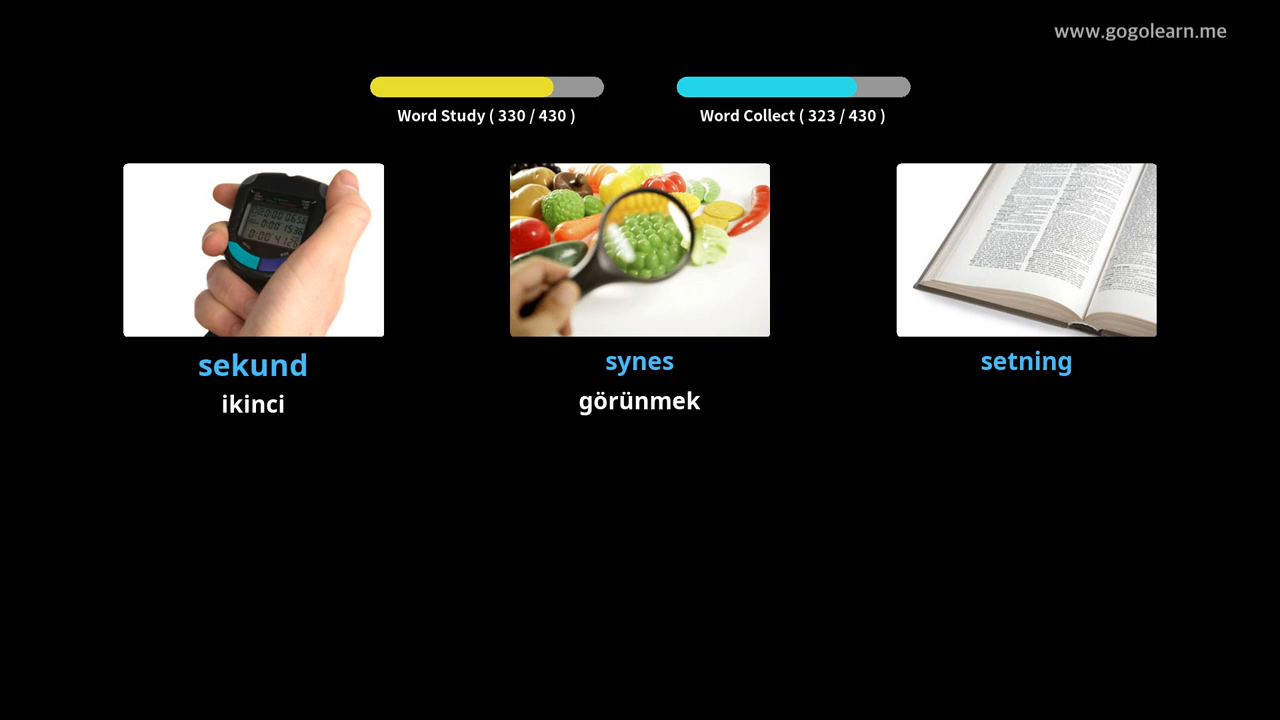 www.gogolearn.me
Word Study ( 330 / 430 )
Word Collect ( 323 / 430 )
sekund
ikinci
synes
görünmek
setning